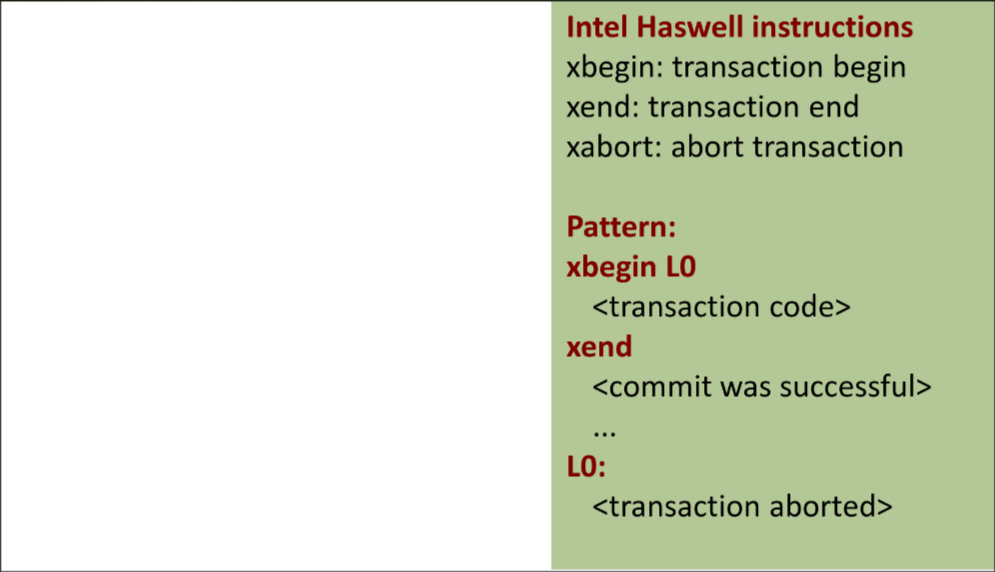 Intel Haswell instructions
xbegin: transaction begin
xend: transaction end
xabort: abort transaction
Pattern:
xbegin L0
<transaction code>
xend
<commit was successful>
...
L0:
<transaction aborted>